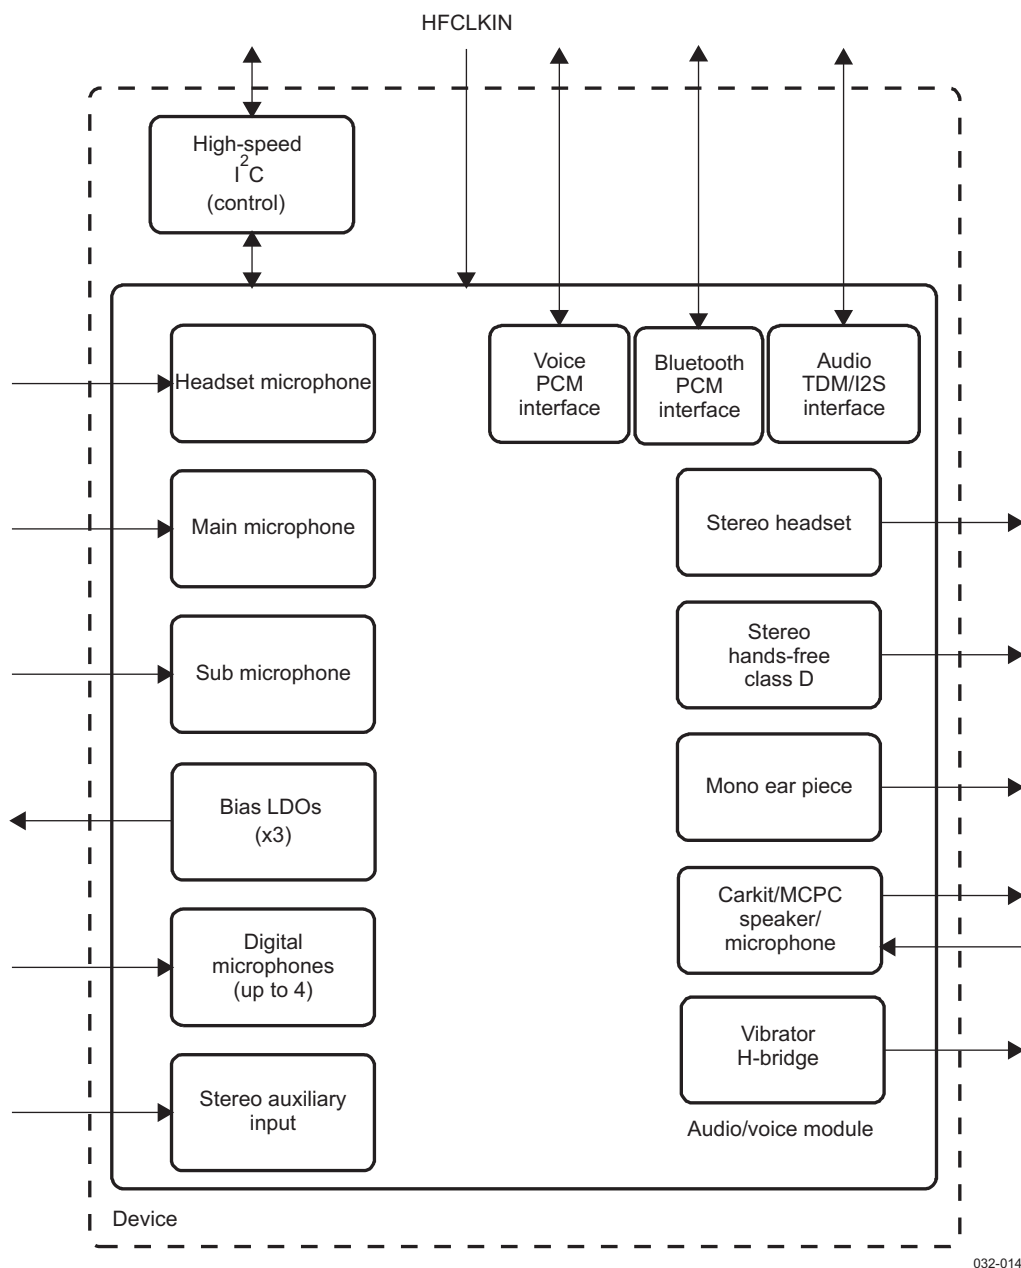 HFCLKIN
High-speed
I2C
(control)
Headset microphone
Voice
PCM
interface
Bluetooth
PCM
interface
Audio
TDM/I2S
interface
Main microphone
Stereo headset
Sub microphone
Stereo
hands-free
class D
Bias LDOs
(x3)
Mono ear piece
Digital
microphones
(up to 4)
Carkit/MCPC
speaker/
microphone
Stereo auxiliary
input
Vibrator
H-bridge
Audio/voice module
Device
032-014